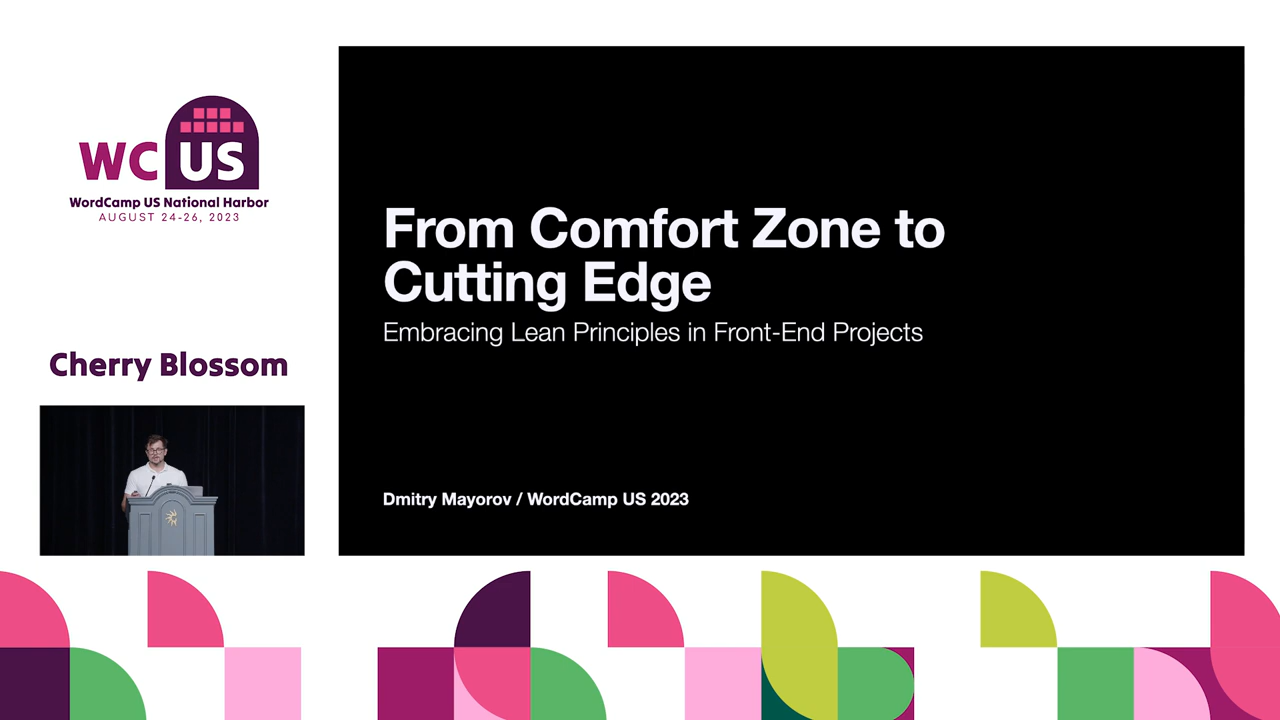 WC US
WordCamp US National Harbor
AUGUST 24-26, 2023
Cherry Blossom
From Comfort Zone to
Cutting Edge
Embracing Lean Principles in Front-End Projects
Dmitry Mayorov / WordCamp US 2023